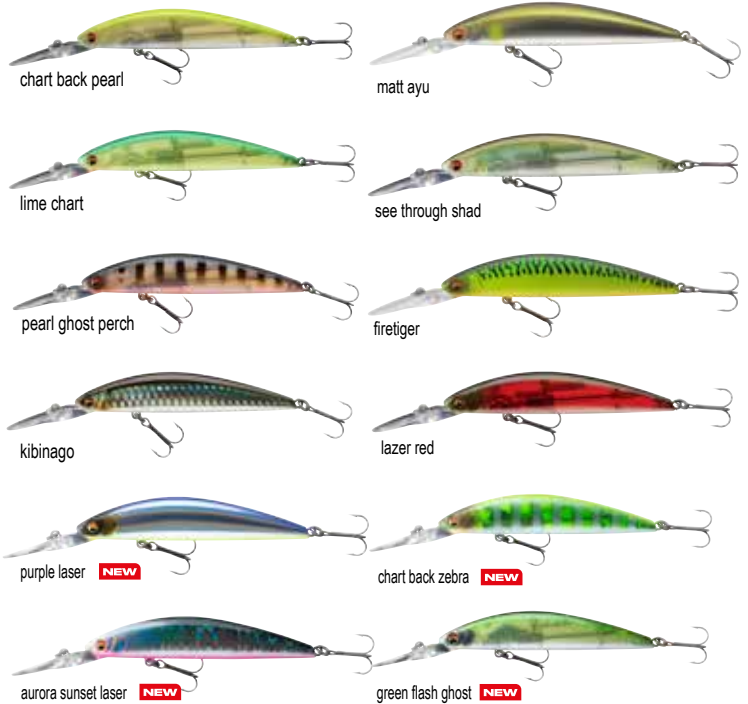 chart back pearl
matt ayu
lime chart
see through shad
pearl ghost perch
firetiger
kibinago
lazer red
purple laser NEW
chart back zebra NEW
aurora sunset laser NEW
green flash ghost NEW